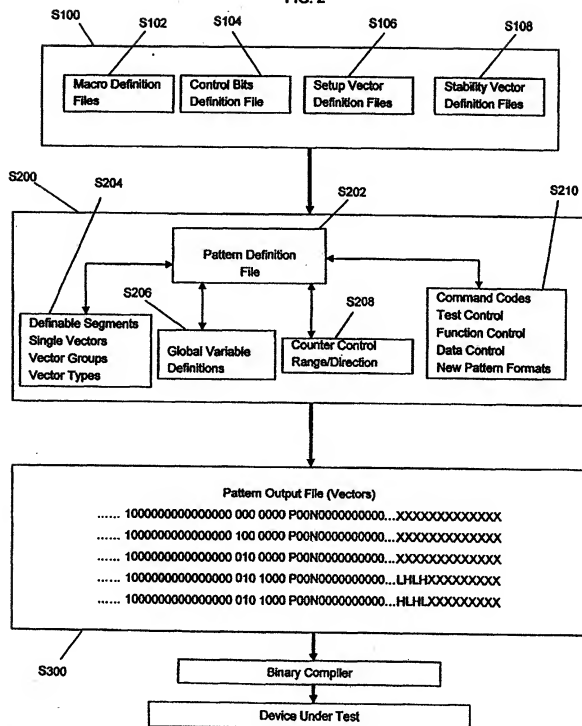 FIG. 2
S100
S102
S104
S106
S108
Macro Definition
Files
Control Bits
Definition File
Setup Vector
Definition Files
Stability Vector
Definition Files
S200
S204
S202
S210
Pattern Definition
File
S206
S208
Definable Segments
Single Vectors
Vector Groups
Vector Types
Global Variable
Definitions
Counter Control
Range/Direction
Command Codes
Test Control
Function Control
Data Control
New Pattern Formats
Pattern Output File (Vectors)
...... 1000000000000000 000 0000 P00N0000000000...XXXXXXXXXXXXX
...... 1000000000000000 100 0000 P00N0000000000...XXXXXXXXXXXXX
...... 1000000000000000 010 0000 P00N0000000000...XXXXXXXXXXXXX
...... 1000000000000000 010 1000 P00N0000000000...LHLHXXXXXXXXX
...... 1000000000000000 010 1000 P00N0000000000...HLHLXXXXXXXXX
S300
Binary Compiler
Device Under Test